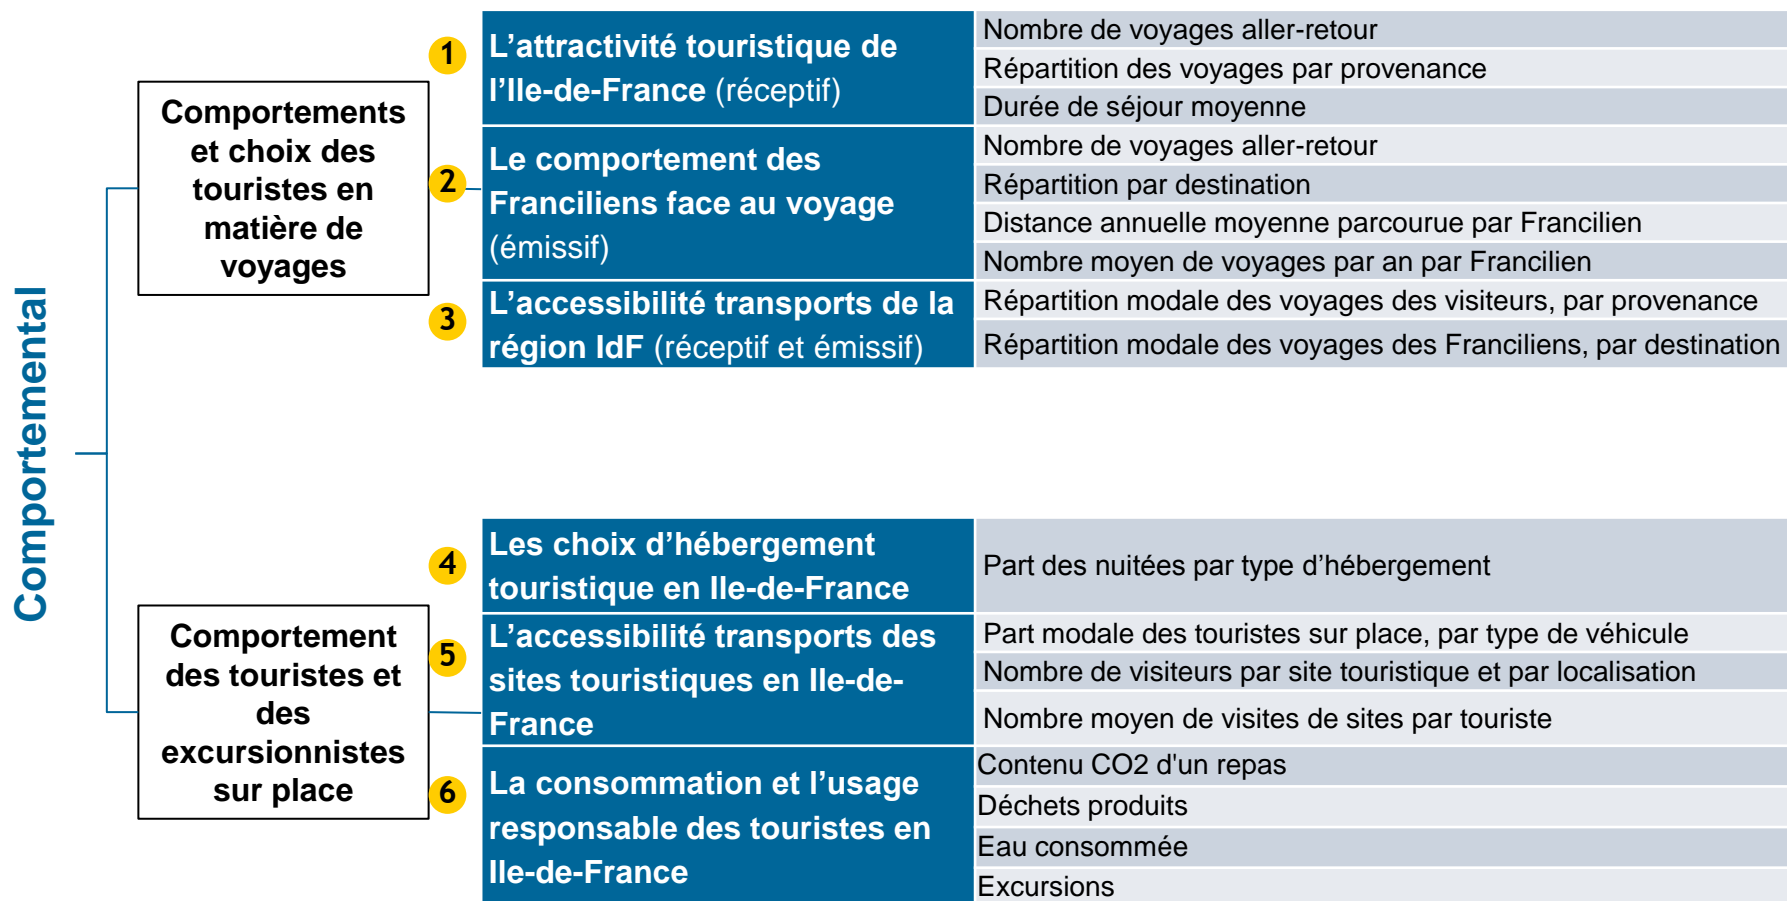 Comportemental
Comportements
et choix des
touristes en
matière de
voyages
1
L’attractivité touristique de
l’Ile-de-France (réceptif)
Nombre de voyages aller-retour
Répartition des voyages par provenance
Durée de séjour moyenne
2
Le comportement des
Franciliens face au voyage
(émissif)
Nombre de voyages aller-retour
Répartition par destination
Distance annuelle moyenne parcourue par Francilien
Nombre moyen de voyages par an par Francilien
3
L’accessibilité transports de la
région IdF (réceptif et émissif)
Répartition modale des voyages des visiteurs, par provenance
Répartition modale des voyages des Franciliens, par destination
Comportement
des touristes et
des
excursionnistes
sur place
4
Les choix d’hébergement
touristique en Ile-de-France
Part des nuitées par type d’hébergement
5
L’accessibilité transports des
sites touristiques en Ile-de-
France
Part modale des touristes sur place, par type de véhicule
Nombre de visiteurs par site touristique et par localisation
Nombre moyen de visites de sites par touriste
6
La consommation et l’usage
responsable des touristes en
Ile-de-France
Contenu CO2 d'un repas
Déchets produits
Eau consommée
Excursions